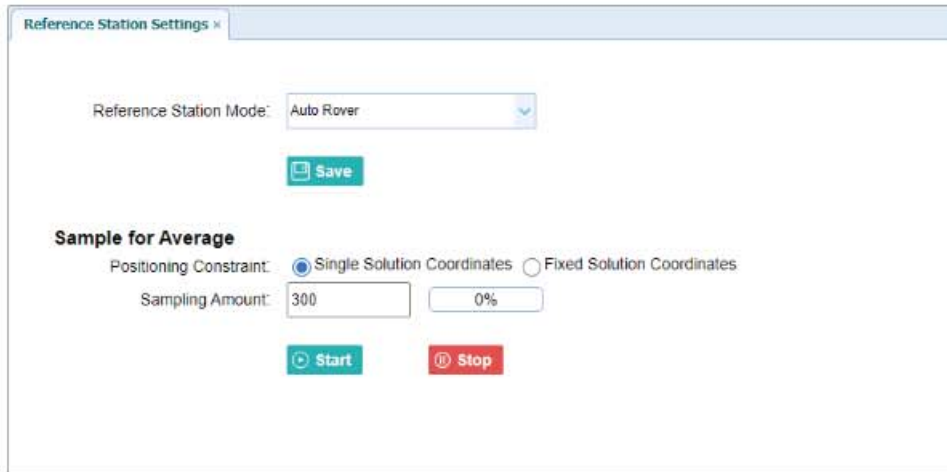 Reference Station Settings ×
Reference Station Mode: Auto Rover
Save
Sample for Average
Positioning Constraint: Single Solution Coordinates Fixed Solution Coordinates
Sampling Amount: 300 0%
Start Stop